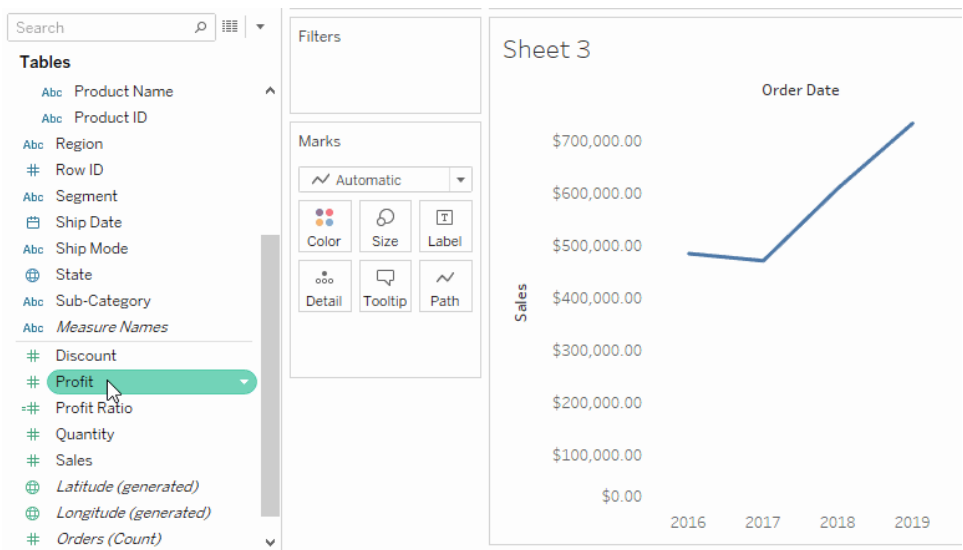 Search
Tables
Abc Product Name
Abc Product ID
Abc Region
# Row ID
Abc Segment
Ship Date
Abc Ship Mode
State
Abc Sub-Category
Abc Measure Names
# Discount
# Profit
=# Profit Ratio
# Quantity
# Sales
Latitude (generated)
Longitude (generated)
# Orders (Count)
Filters
Marks
Automatic
Color Size Label
Detail Tooltip Path
Sheet 3
Order Date
Sales
$700,000.00
$600,000.00
$500,000.00
$400,000.00
$300,000.00
$200,000.00
$100,000.00
$0.00
2016 2017 2018 2019